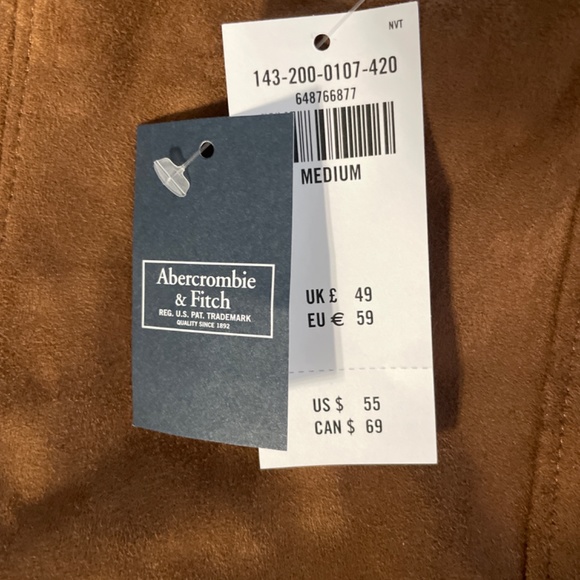 NVT
143-200-0107-420
648766877
MEDIUM
Abercrombie
& Fitch
REG. U.S. PAT. TRADEMARK
QUALITY SINCE 1892
UK £ 49
EU € 59
US $ 55
CAN $ 69